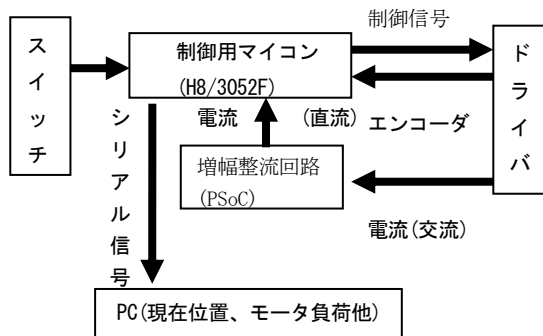 制御信号
スイッチ
制御用マイコン
(H8/3052F)
ドライバ
シリアル信号
電流 (直流)
エンコーダ
増幅整流回路
(PSoC)
電流(交流)
PC(現在位置、モータ負荷他)